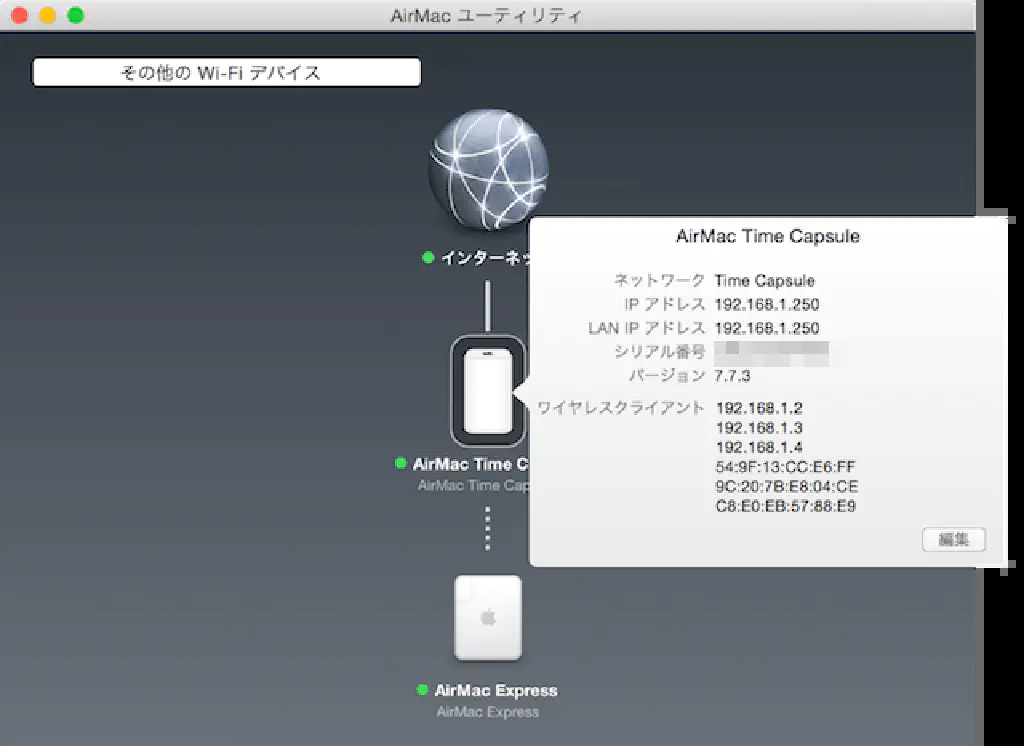 AirMac ユーティリティ
その他の Wi-Fi デバイス
インターネッ
AirMac Time C
AirMac Time Cap
AirMac Express
AirMac Express
AirMac Time Capsule
ネットワーク Time Capsule
IP アドレス 192.168.1.250
LAN IP アドレス 192.168.1.250
シリアル番号
バージョン 7.7.3
ワイヤレスクライアント 192.168.1.2
192.168.1.3
192.168.1.4
54:9F:13:CC:E6:FF
9C:20:7B:E8:04:CE
C8:E0:EB:57:88:E9
編集